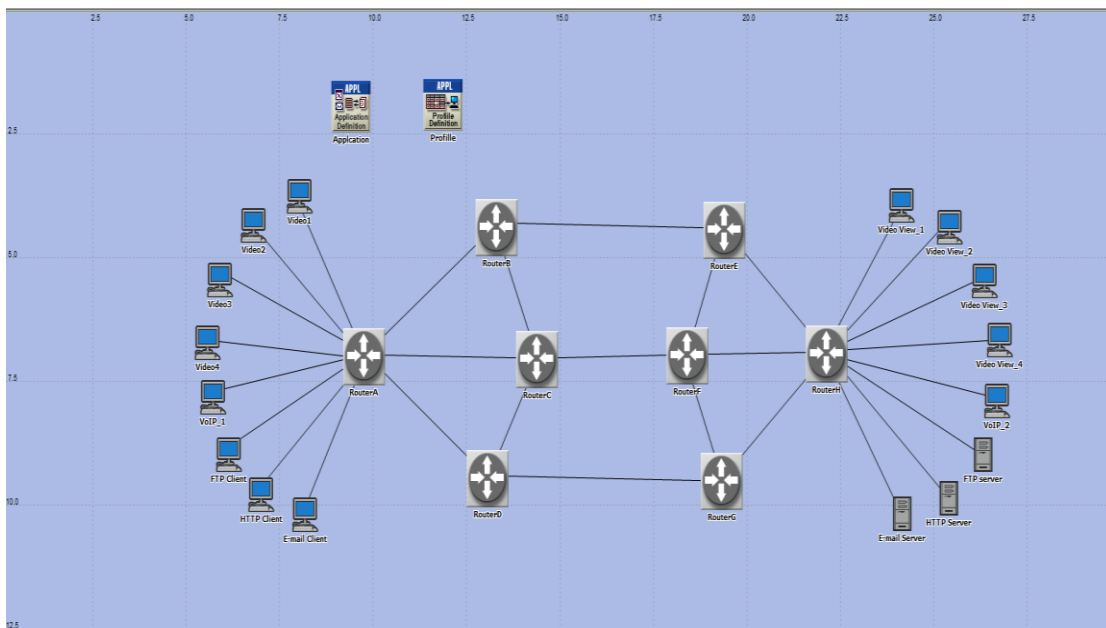 2.5 5.0 7.5 10.0 12.5 15.0 17.5 20.0 22.5 25.0 27.5
APPL
Application
Definition
Applcation
APPL
Profile
Definition
Profille
2.5
Video1
Video2
Video3
Video4
VoIP_1
FTP Client
HTTP Client
E-mail Client
5.0
RouterB
RouterE
RouterA
RouterC
RouterF
RouterH
7.5
RouterD
RouterG
Video View_1
Video View_2
Video View_3
Video View_4
VoIP_2
FTP server
HTTP Server
E-mail Server
10.0
12.5